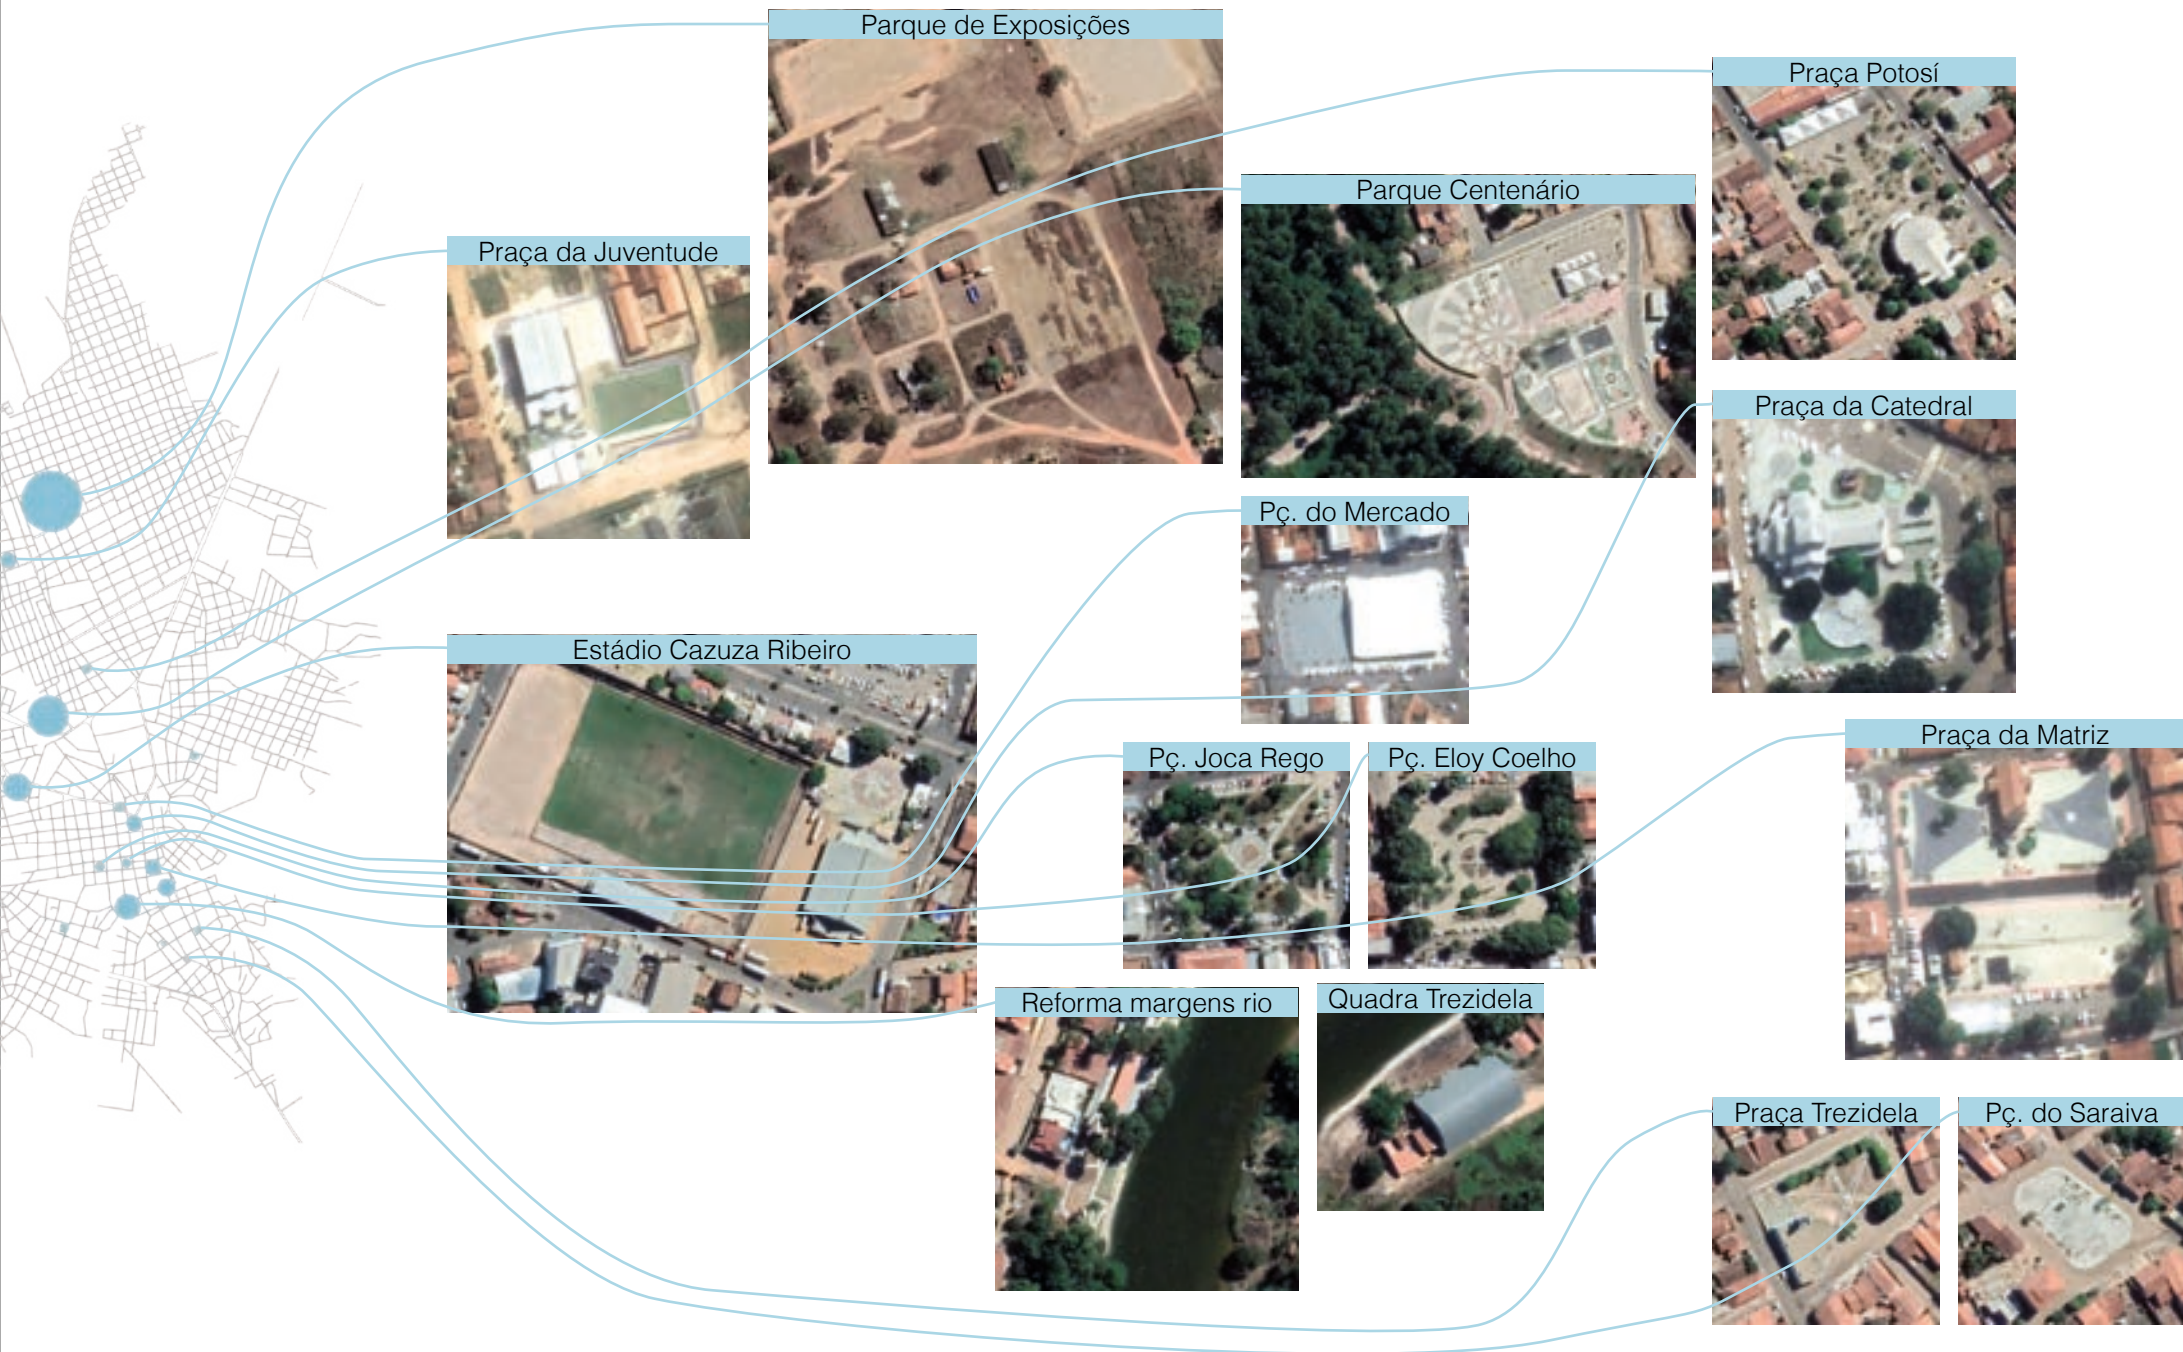 Parque de Exposições
Praça Potosí
Parque Centenário
Praça da Juventude
Praça da Catedral
Pç. do Mercado
Estádio Cazuza Ribeiro
Praça da Matriz
Pç. Joca Rego
Pç. Eloy Coelho
Reforma margens rio
Quadra Trezidela
Praça Trezidela
Pç. do Saraiva